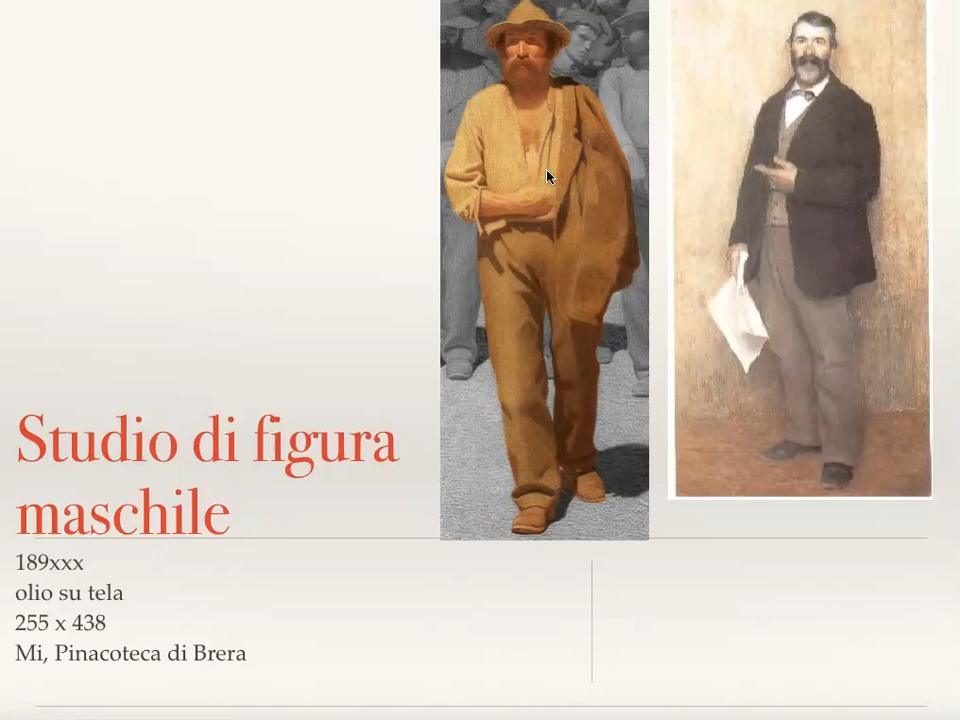 Studio di figura
maschile
189xxx
olio su tela
255 x 438
Mi, Pinacoteca di Brera